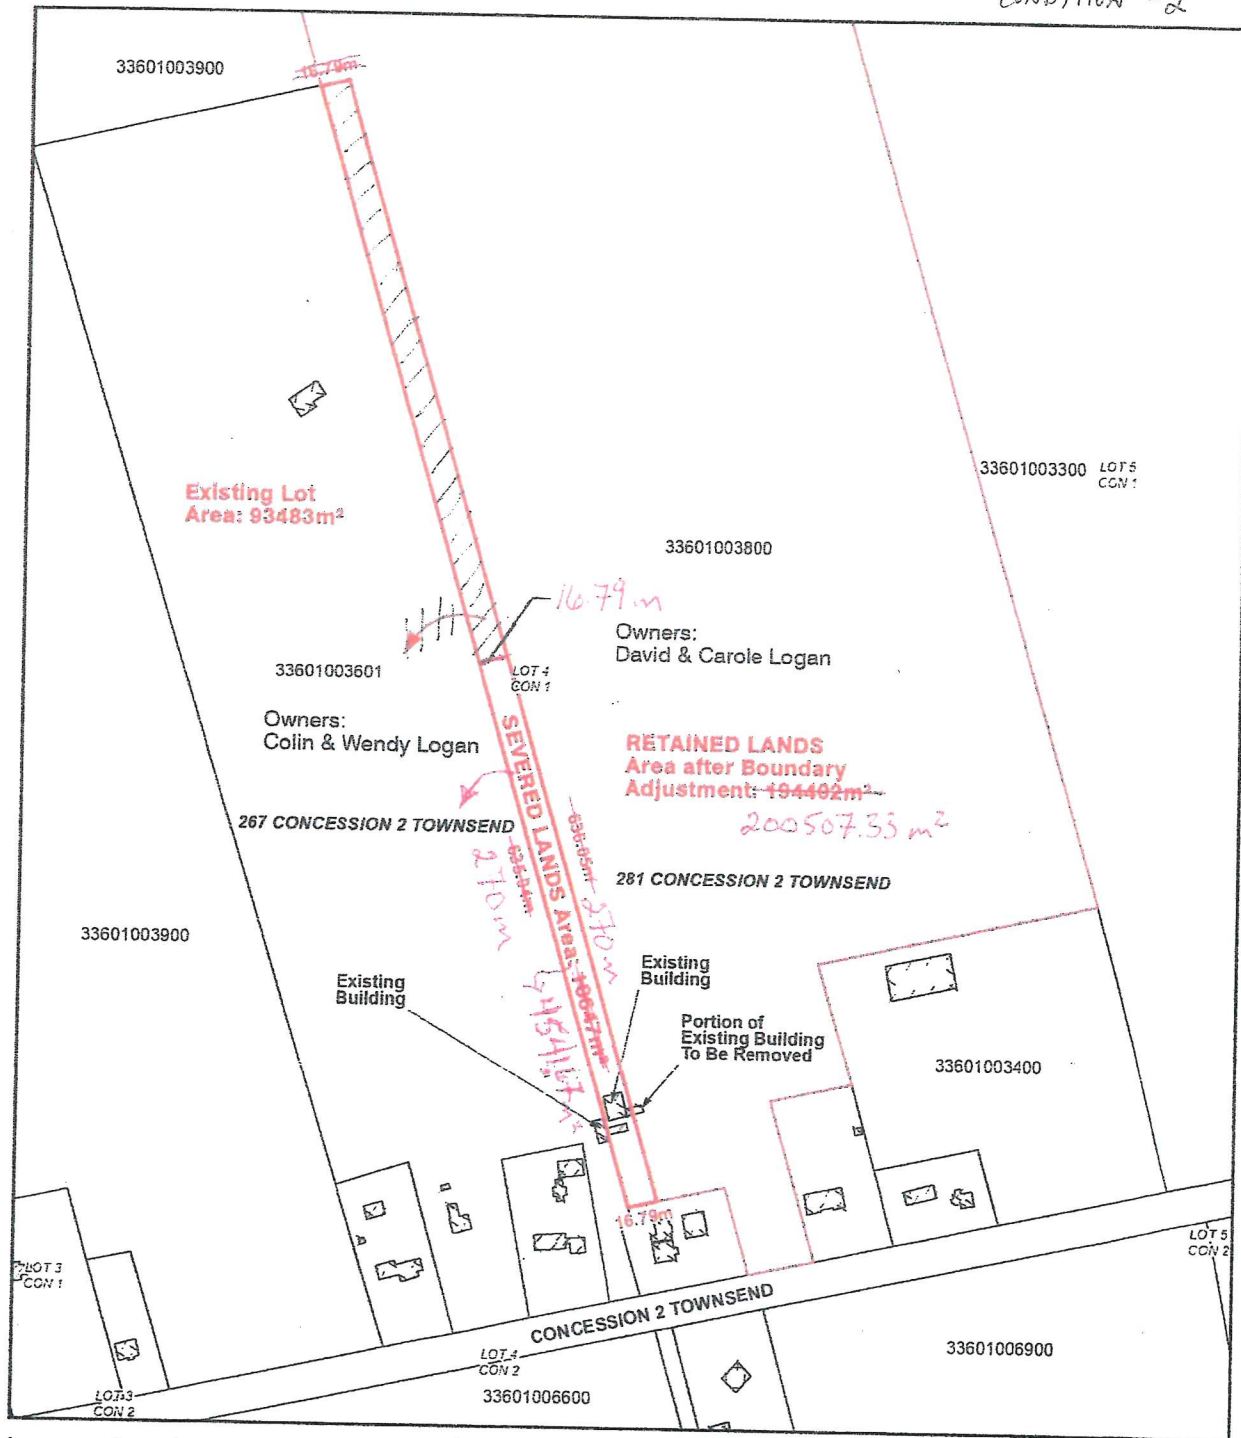 CONDITION 2
33601003900
16.79m
33601003300
LOT 5
CON 1
Existing Lot
Area: 93483m²
33601003800
16.79 m
Owners:
David & Carole Logan
33601003601
LOT 4
CON 1
Owners:
Colin & Wendy Logan
RETAINED LANDS
Area after Boundary
Adjustment: 194402m²
200507.33 m²
SEVERED LANDS Area: 10647m²
267 CONCESSION 2 TOWNSEND
270m
270m
281 CONCESSION 2 TOWNSEND
33601003900
Existing
Building
Existing
Building
Portion of
Existing Building
To Be Removed
33601003400
16.79m
LOT 3
CON 1
LOT 5
CON 2
CONCESSION 2 TOWNSEND
LOT 4
CON 2
33601006900
LOT 3
CON 2
33601006600